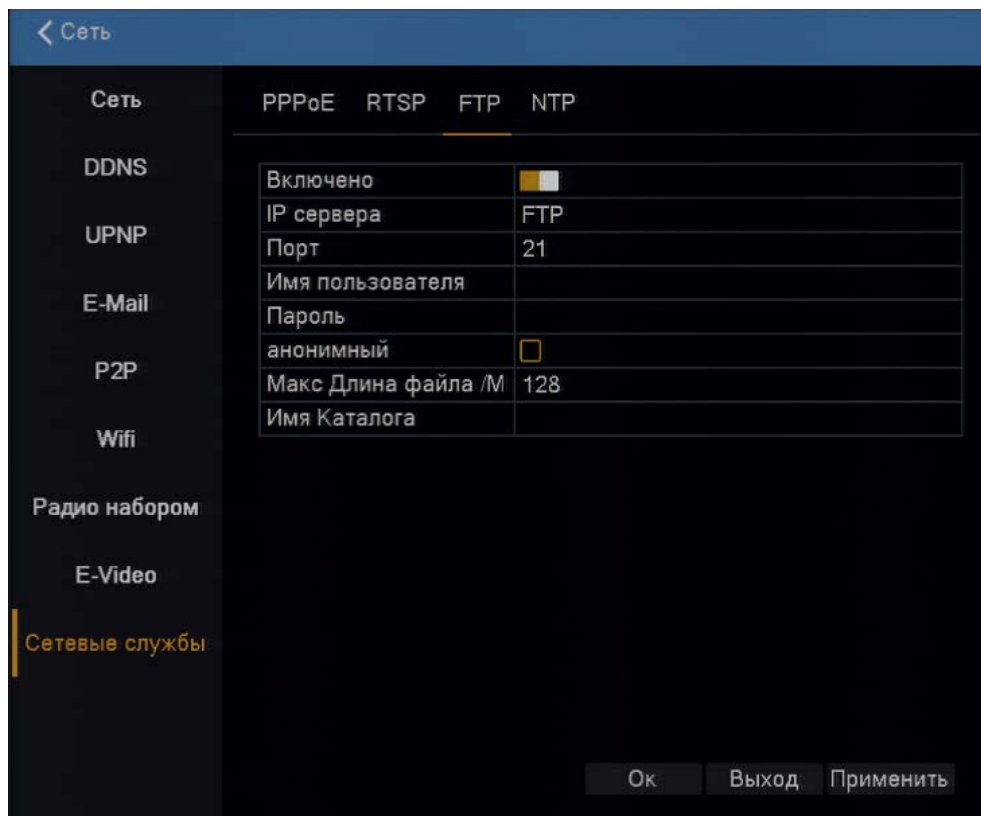 Сеть
Сеть
DDNS
UPNP
E-Mail
P2P
Wifi
Радио набором
E-Video
Сетевые службы
PPPoE RTSP FTP NTP
Включено
IP сервера FTP
Порт 21
Имя пользователя
Пароль
анонимный
Макс Длина файла /М 128
Имя Каталога
Ок Выход Применить